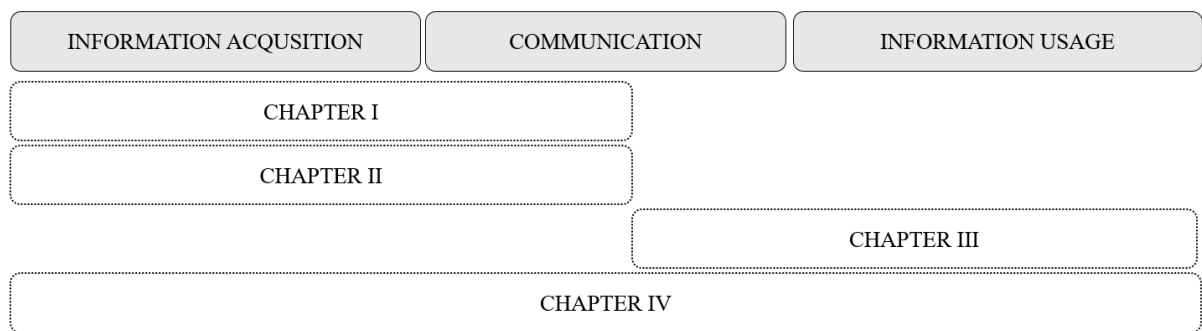 INFORMATION ACQUSITION
COMMUNICATION
INFORMATION USAGE
CHAPTER I
CHAPTER II
CHAPTER III
CHAPTER IV